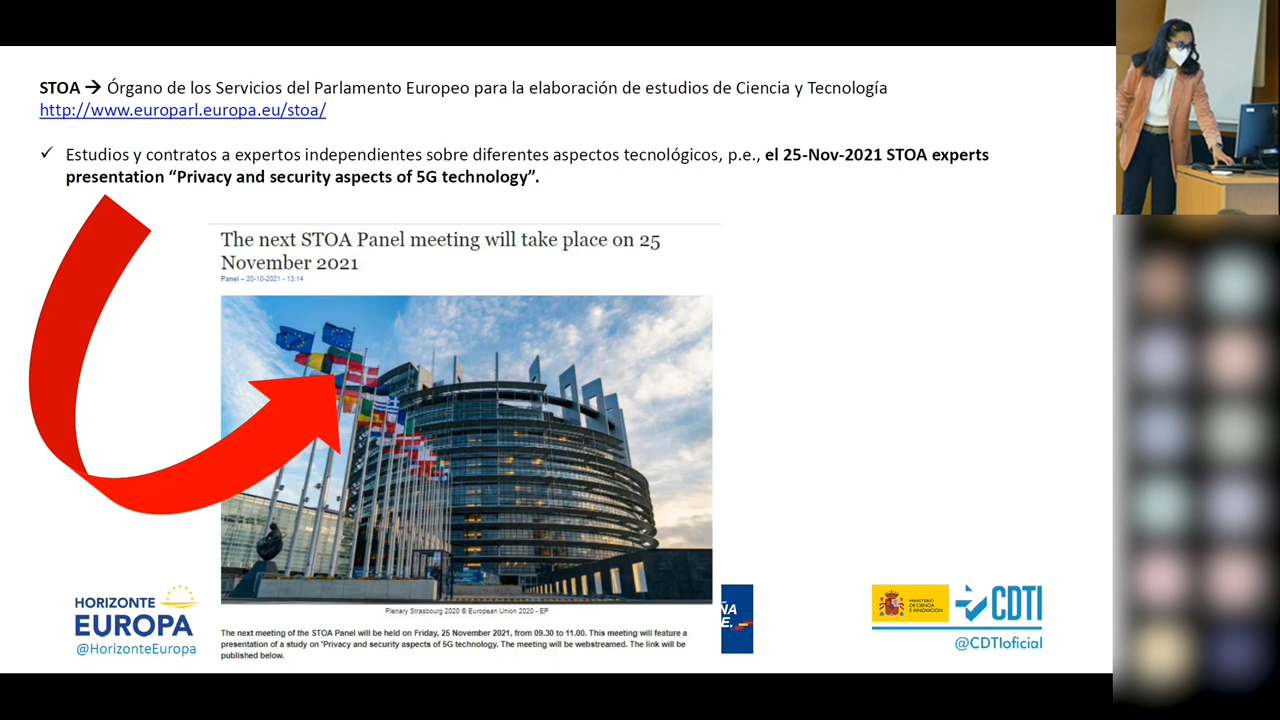 STOA ➔ Órgano de los Servicios del Parlamento Europeo para la elaboración de estudios de Ciencia y Tecnología
http://www.europarl.europa.eu/stoa/
✓ Estudios y contratos a expertos independientes sobre diferentes aspectos tecnológicos, p.e., el 25-Nov-2021 STOA experts
presentation “Privacy and security aspects of 5G technology”.
The next STOA Panel meeting will take place on 25
November 2021
Panel – 20-10-2021 - 13:14
Plenary Strasbourg 2020 © European Union 2020 - EP
The next meeting of the STOA Panel will be held on Friday, 25 November 2021, from 09.30 to 11.00. This meeting will feature a
presentation of a study on 'Privacy and security aspects of 5G technology. The meeting will be webstreamed. The link will be
published below.
HORIZONTE
EUROPA
@HorizonteEuropa
ÑA
E.
MINISTERIO
DE CIENCIA
E INNOVACIÓN
CDTI
@CDTIoficial